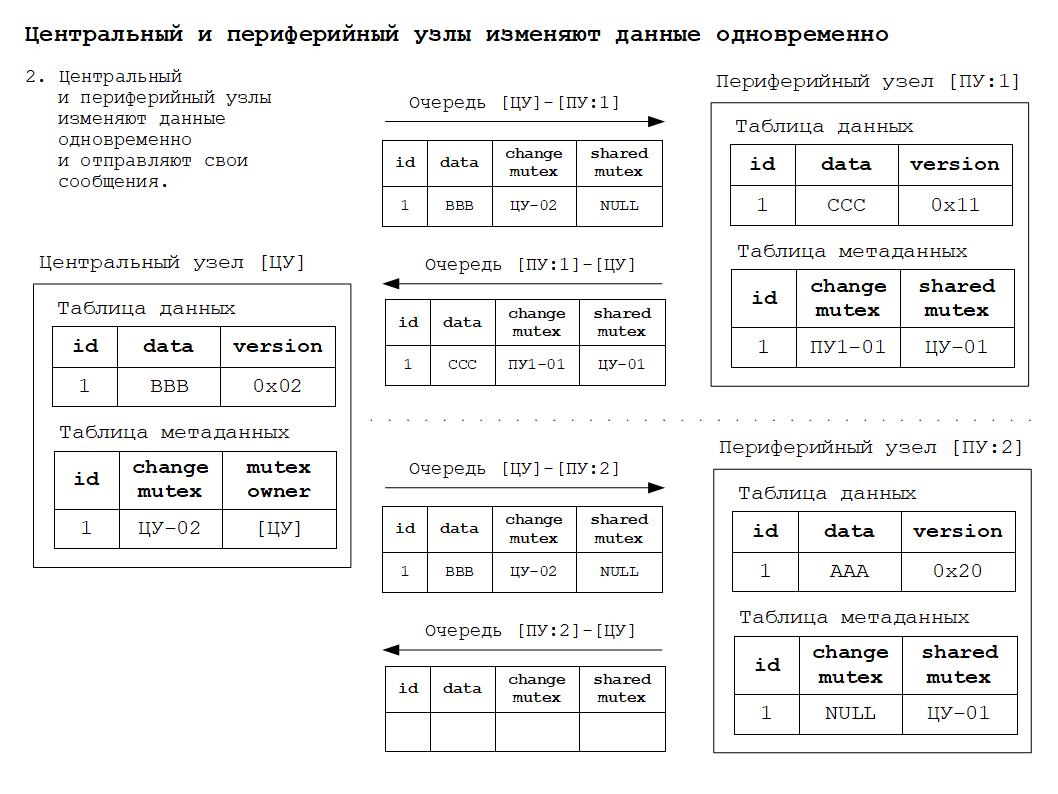 Центральный и периферийный узлы изменяют данные одновременно
2. Центральный
и периферийный узлы
изменяют данные
одновременно
и отправляют свои
сообщения.
Центральный узел [ЦУ]
Таблица данных
id data version
1 BBB 0x02
Таблица метаданных
id change mutex mutex owner
1 ЦУ-02 [ЦУ]
Очередь [ЦУ]-[ПУ:1]
id data change mutex shared mutex
1 BBB ЦУ-02 NULL
Очередь [ПУ:1]-[ЦУ]
id data change mutex shared mutex
1 CCC ПУ1-01 ЦУ-01
Периферийный узел [ПУ:1]
Таблица данных
id data version
1 CCC 0x11
Таблица метаданных
id change mutex shared mutex
1 ПУ1-01 ЦУ-01
Очередь [ЦУ]-[ПУ:2]
id data change mutex shared mutex
1 BBB ЦУ-02 NULL
Очередь [ПУ:2]-[ЦУ]
id data change mutex shared mutex
Периферийный узел [ПУ:2]
Таблица данных
id data version
1 AAA 0x20
Таблица метаданных
id change mutex shared mutex
1 NULL ЦУ-01